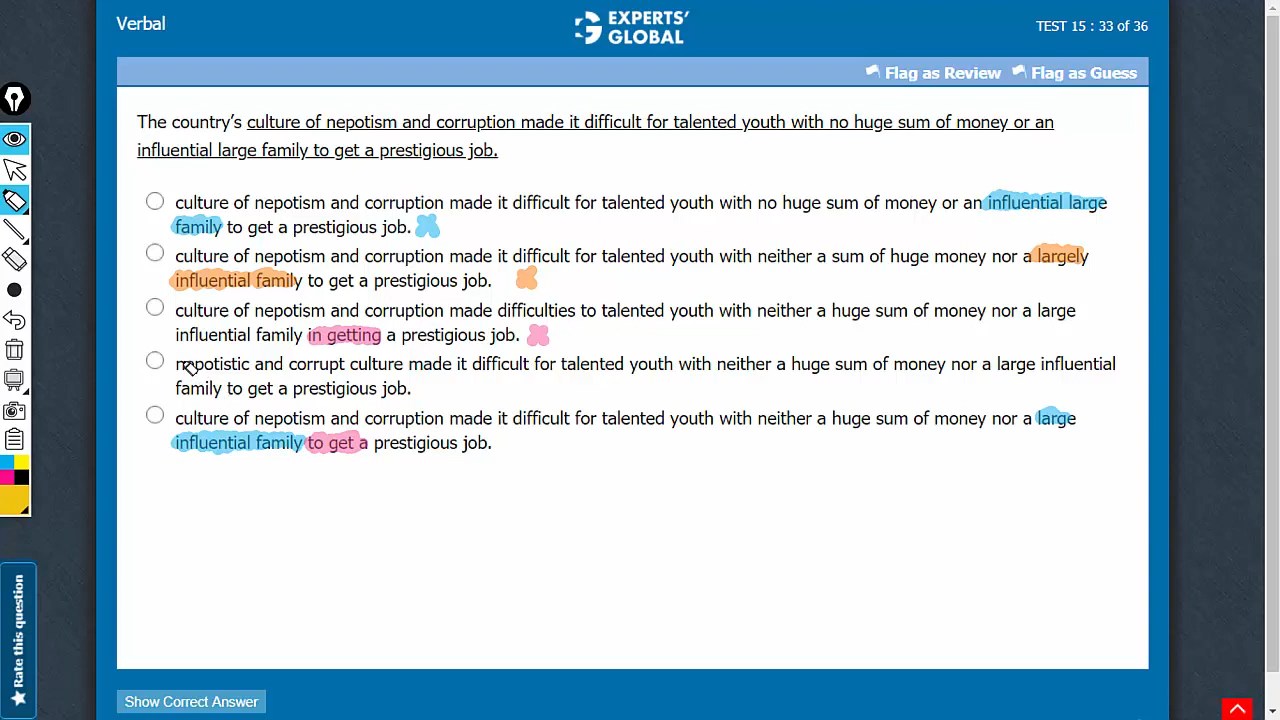 Verbal
EXPERTS'
GLOBAL
TEST 15 : 33 of 36
Flag as Review
Flag as Guess
The country's culture of nepotism and corruption made it difficult for talented youth with no huge sum of money or an
influential large family to get a prestigious job.
culture of nepotism and corruption made it difficult for talented youth with no huge sum of money or an influential large
family to get a prestigious job.
culture of nepotism and corruption made it difficult for talented youth with neither a sum of huge money nor a largely
influential family to get a prestigious job.
culture of nepotism and corruption made difficulties to talented youth with neither a huge sum of money nor a large
influential family in getting a prestigious job.
nepotistic and corrupt culture made it difficult for talented youth with neither a huge sum of money nor a large influential
family to get a prestigious job.
culture of nepotism and corruption made it difficult for talented youth with neither a huge sum of money nor a large
influential family to get a prestigious job.
Rate this question
Show Correct Answer